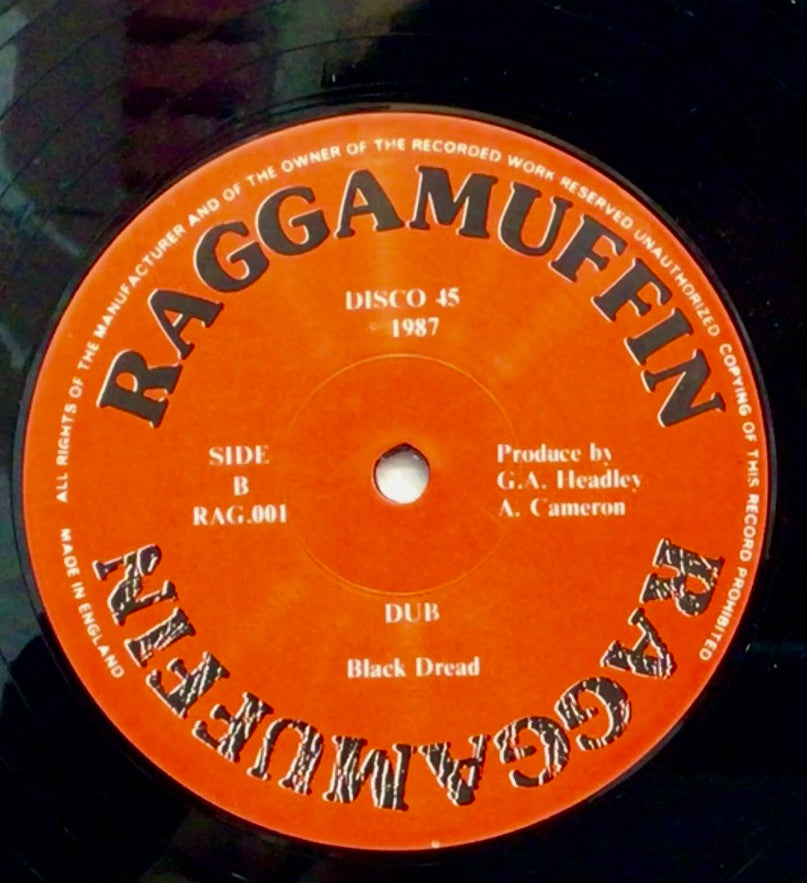 ALL RIGHTS OF THE MANUFACTURER AND OF THE OWNER OF THE RECORDED WORK RESERVED UNAUTHORIZED COPYING OF THIS RECORD PROHIBITED
RAGGAMUFFIN
DISCO 45
1987
SIDE
B
RAG.001
Produce by
G.A. Headley
A. Cameron
DUB
Black Dread
RAGGAMUFFIN
MADE IN ENGLAND